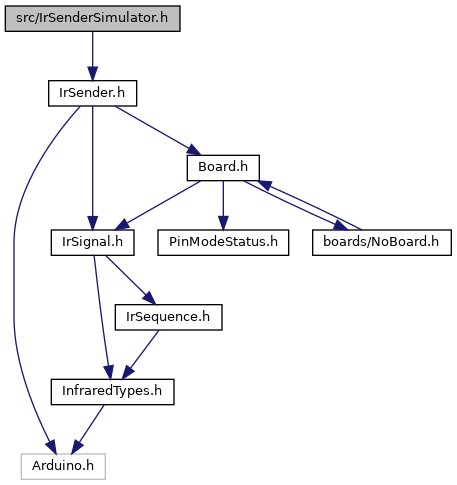 src/IrSenderSimulator.h
IrSender.h
Board.h
IrSignal.h
PinModeStatus.h
boards/NoBoard.h
IrSequence.h
InfraredTypes.h
Arduino.h